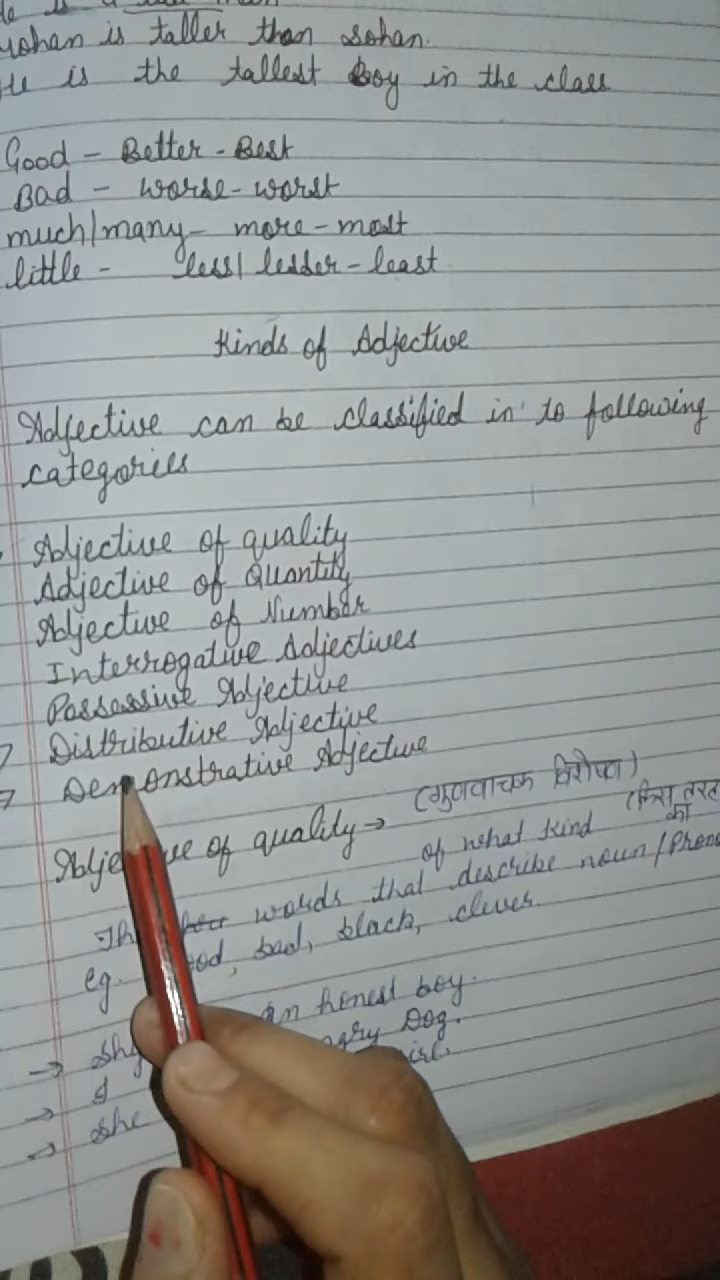 is a
rohan is taller than sohan.
He is the tallest boy in the class
Good - Better - Best
Bad - worse - worst
much/many - more - most
little - less/ lesser - least
Kinds of Adjective
Adjective can be classified in to following
categories
Adjective of quality
Adjective of Quantity
Adjective of Number
Interrogative Adjectives
Possessive Adjective
Distributive Adjective
Demonstrative Adjective
(गुणवाचक विशेषण)
Adjective of quality → of what kind (किस तरह का
words that describe noun/Prono
eg. bad, black, clever
→ an honest boy.
→ I Dog.
→ she